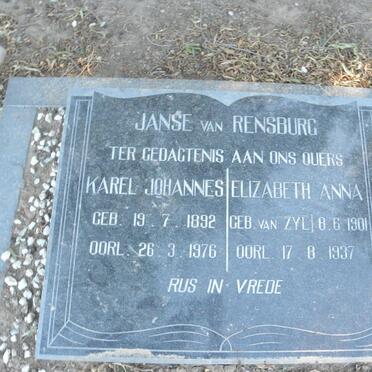 JANSE VAN RENSBURG
TER GEDAGTENIS AAN ONS OUERS
KAREL JOHANNES
GEB. 19 . 7 . 1892
OORL. 26 . 3 . 1976
ELIZABETH ANNA
GEB. VAN ZYL 8 . 6 . 1901
OORL. 17 . 8 . 1937
RUS IN VREDE